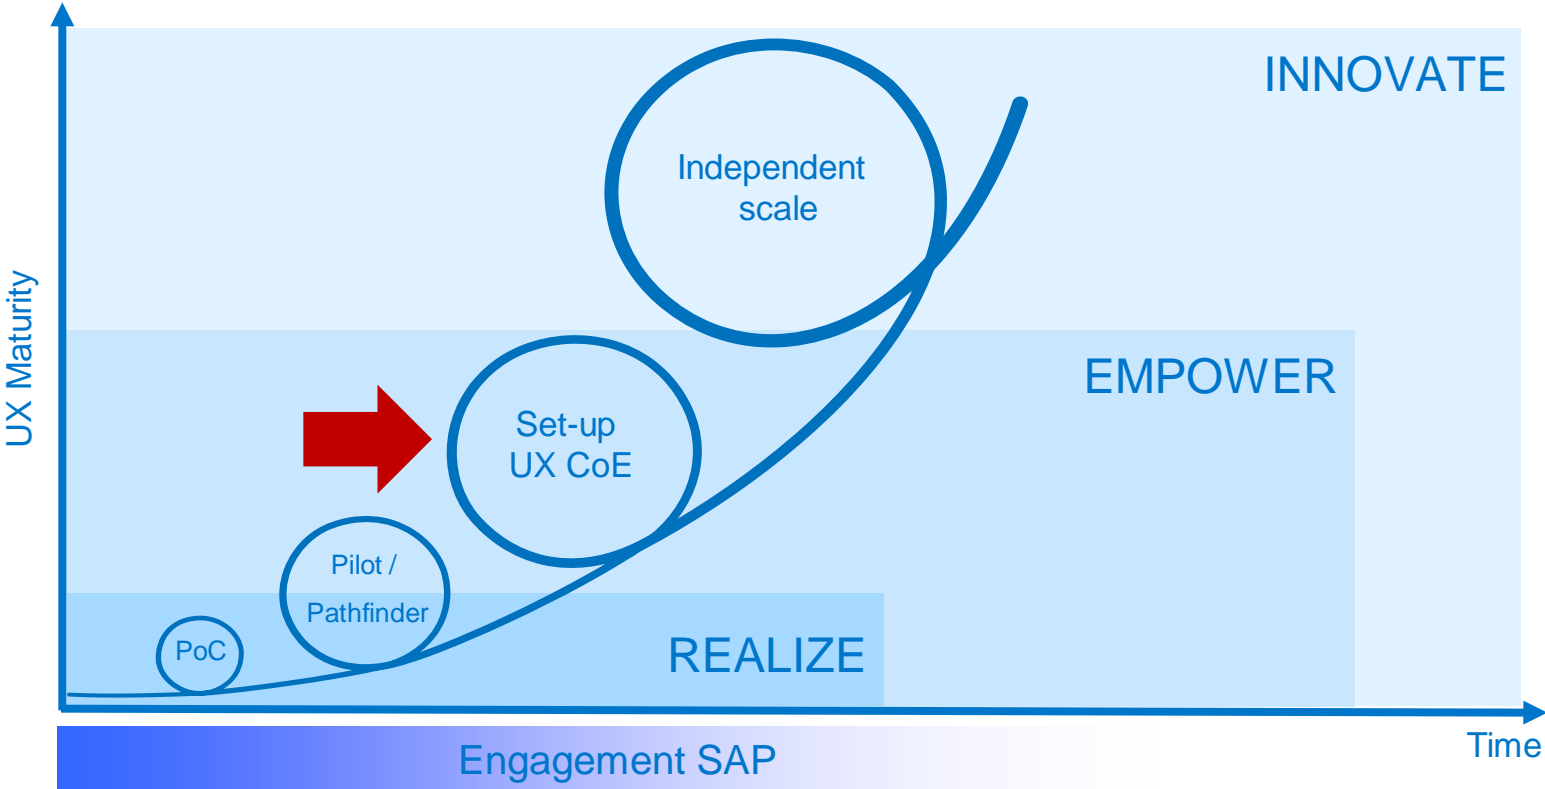 INNOVATE
Independent
scale
UX Maturity
EMPOWER
Set-up
UX CoE
Pilot /
Pathfinder
PoC
REALIZE
Time
Engagement SAP